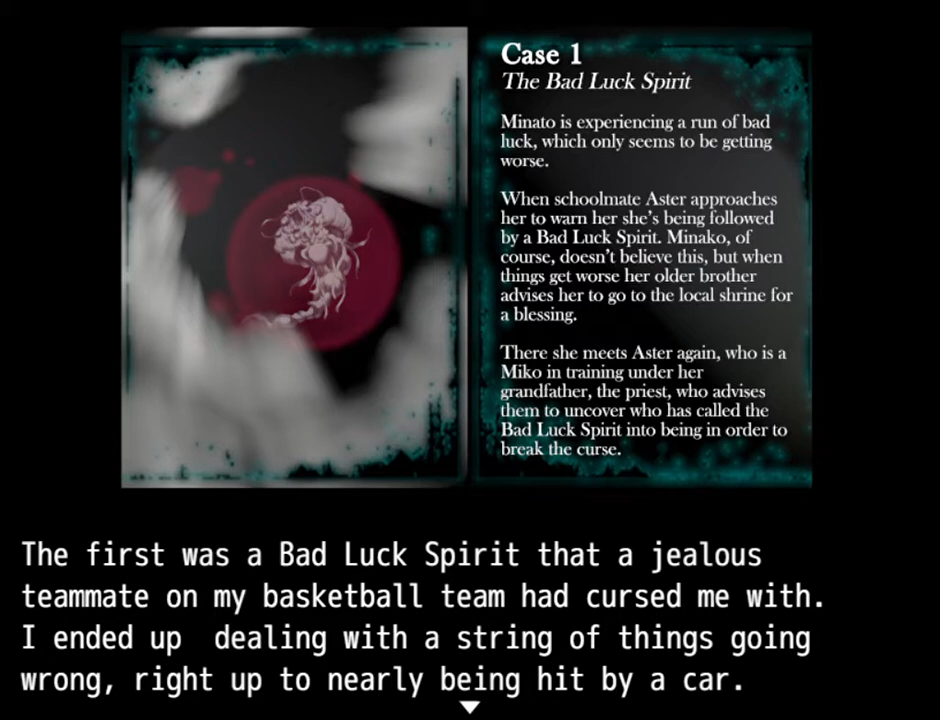 Case 1
The Bad Luck Spirit
Minato is experiencing a run of bad
luck, which only seems to be getting
worse.
When schoolmate Aster approaches
her to warn her she's being followed
by a Bad Luck Spirit. Minako, of
course, doesn't believe this, but when
things get worse her older brother
advises her to go to the local shrine for
a blessing.
There she meets Aster again, who is a
Miko in training under her
grandfather, the priest, who advises
them to uncover who has called the
Bad Luck Spirit into being in order to
break the curse.
The first was a Bad Luck Spirit that a jealous
teammate on my basketball team had cursed me with.
I ended up  dealing with a string of things going
wrong, right up to nearly being hit by a car.